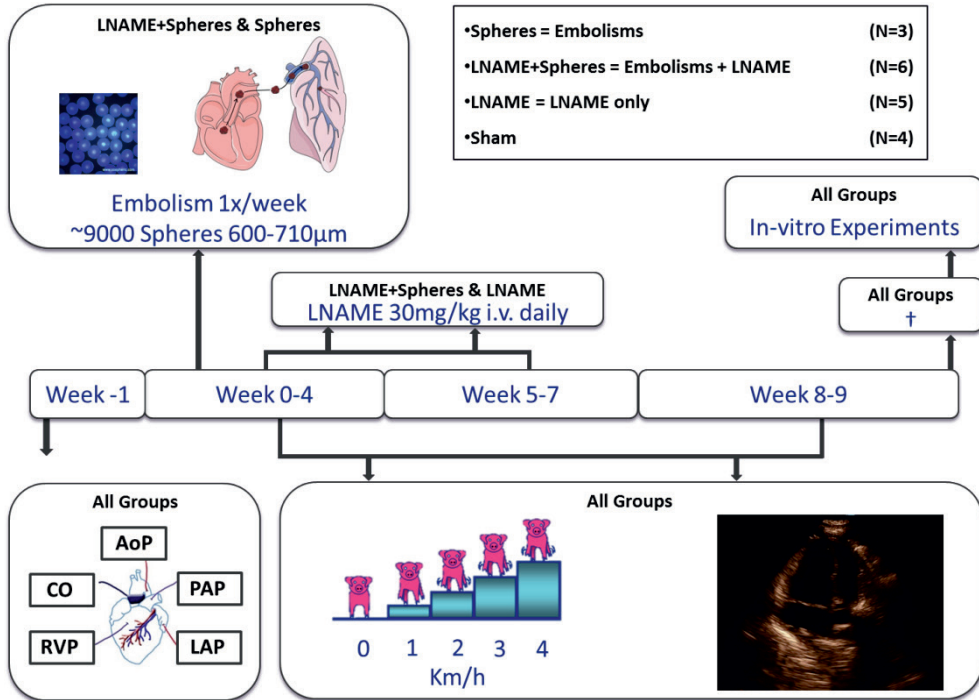 LNAME+Spheres & Spheres
Embolism 1x/week
~9000 Spheres 600-710µm
•Spheres = Embolisms (N=3)
•LNAME+Spheres = Embolisms + LNAME (N=6)
•LNAME = LNAME only (N=5)
•Sham (N=4)
All Groups
In-vitro Experiments
LNAME+Spheres & LNAME
LNAME 30mg/kg i.v. daily
All Groups
†
Week -1
Week 0-4
Week 5-7
Week 8-9
All Groups
AoP
CO
PAP
RVP
LAP
All Groups
0 1 2 3 4
Km/h